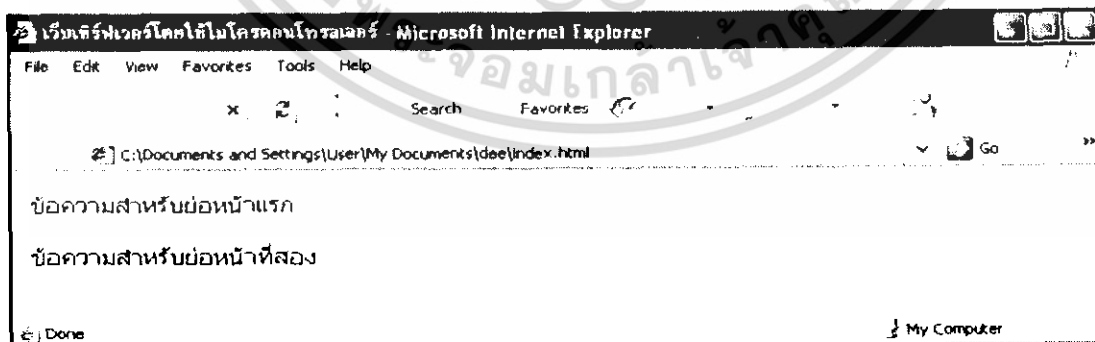 เว็บเซิร์ฟเวอร์โดยใช้ไมโครคอนโทรลเลอร์ - Microsoft Internet Explorer
File Edit View Favorites Tools Help
Search Favorites
C:\Documents and Settings\User\My Documents\dee\index.html Go
ข้อความสำหรับย่อหน้าแรก
ข้อความสำหรับย่อหน้าที่สอง
Done My Computer